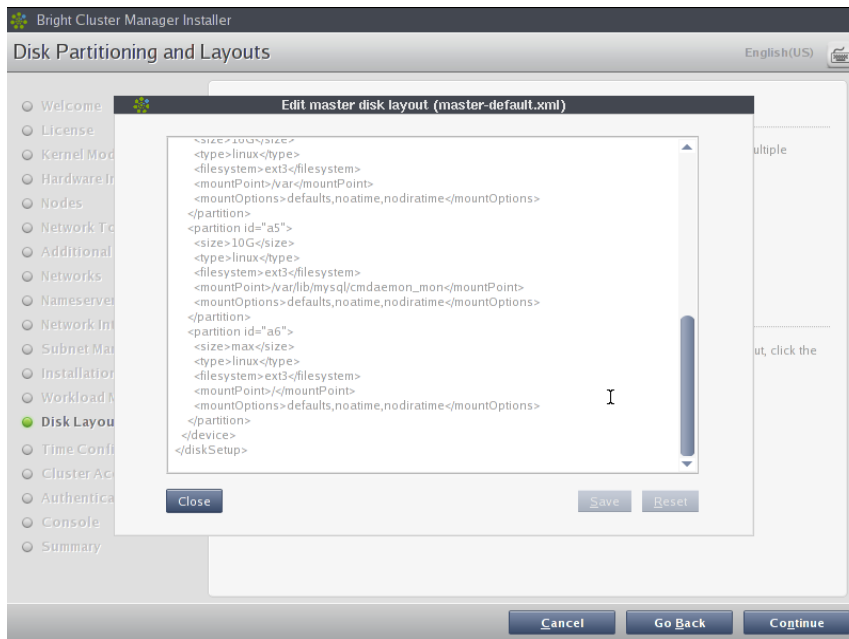 Bright Cluster Manager Installer
Disk Partitioning and Layouts
English(US)
Welcome
License
Kernel Mod
Hardware In
Nodes
Network To
Additional
Networks
Nameserver
Network Int
Subnet Man
Installation
Workload M
Disk Layou
Time Confi
Cluster Ac
Authentica
Console
Summary
ultiple
ut, click the
Edit master disk layout (master-default.xml)
<size>10G</size>
<type>linux</type>
<filesystem>ext3</filesystem>
<mountPoint>/var</mountPoint>
<mountOptions>defaults,noatime,nodiratime</mountOptions>
</partition>
<partition id="a5">
<size>10G</size>
<type>linux</type>
<filesystem>ext3</filesystem>
<mountPoint>/var/lib/mysql/cmdaemon_mon</mountPoint>
<mountOptions>defaults,noatime,nodiratime</mountOptions>
</partition>
<partition id="a6">
<size>max</size>
<type>linux</type>
<filesystem>ext3</filesystem>
<mountPoint>/</mountPoint>
<mountOptions>defaults,noatime,nodiratime</mountOptions>
</partition>
</device>
</diskSetup>
Close
Save
Reset
Cancel
Go Back
Continue